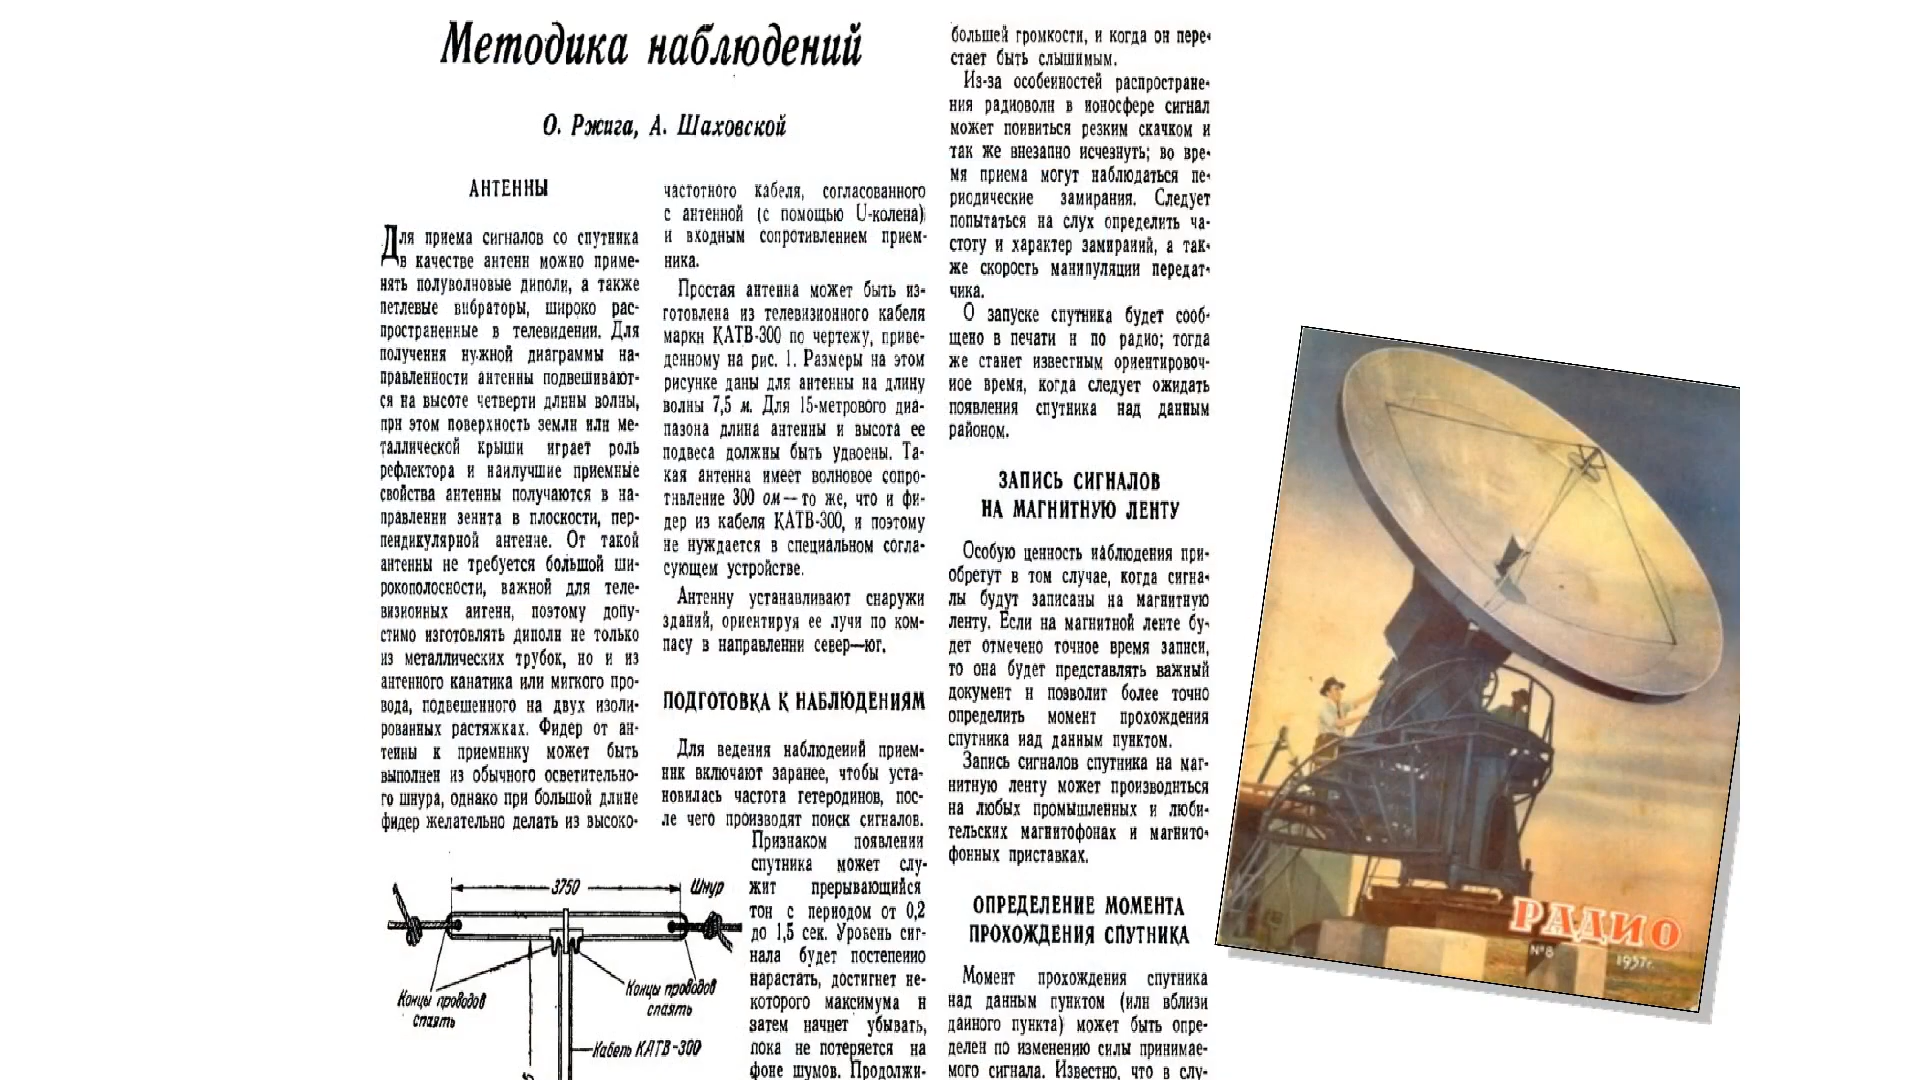 Методика наблюдений
О. Ржига, А. Шаховской
АНТЕННЫ
Для приема сигналов со спутника
в качестве антенн можно приме-
нять полуволновые диполи, а также
петлевые вибраторы, широко рас-
пространенные в телевидении. Для
получения нужной диаграммы на-
правленности антенны подвешивают-
ся на высоте четверти длины волны,
при этом поверхность земли или ме-
таллической крыши играет роль
рефлектора и наилучшие приемные
свойства антенны получаются в на-
правлении зенита в плоскости, пер-
пендикулярной антенне. От такой
антенны не требуется большой ши-
рокополосности, важной для теле-
визионных антенн, поэтому допу-
стимо изготовлять диполи не только
из металлических трубок, но и из
антенного канатика или мягкого про-
вода, подвешенного на двух изоли-
рованных растяжках. Фидер от ан-
тенны к приемнику может быть
выполнен из обычного осветительно-
го шнура, однако при большой длине
фидер желательно делать из высоко-
3750
Шнур
Концы проводов
спаять
Концы проводов
спаять
Кабель КАТВ-300
частотного кабеля, согласованного
с антенной (с помощью U-колена)
и входным сопротивлением прием-
ника.
Простая антенна может быть из-
готовлена из телевизионного кабеля
марки КАТВ-300 по чертежу, приве-
денному на рис. 1. Размеры на этом
рисунке даны для антенны на длину
волны 7,5 м. Для 15-метрового диа-
пазона длина антенны и высота ее
подвеса должны быть удвоены. Та-
кая антенна имеет волновое сопро-
тивление 300 ом — то же, что и фи-
дер из кабеля КАТВ-300, и поэтому
не нуждается в специальном согла-
сующем устройстве.
Антенну устанавливают снаружи
зданий, ориентируя ее лучи по ком-
пасу в направлении север—юг.
ПОДГОТОВКА К НАБЛЮДЕНИЯМ
Для ведения наблюдений прием-
ник включают заранее, чтобы уста-
новилась частота гетеродинов, пос-
ле чего производят поиск сигналов.
Признаком появления
спутника может слу-
жит прерывающийся
тон с периодом от 0,2
до 1,5 сек. Уровень сиг-
нала будет постепенно
нарастать, достигнет не-
которого максимума и
затем начнет убывать,
пока не потеряется на
фоне шумов. Продолжи-
большей громкости, и когда он пере-
стает быть слышимым.
Из-за особенностей распростране-
ния радиоволн в ионосфере сигнал
может появиться резким скачком и
так же внезапно исчезнуть; во вре-
мя приема могут наблюдаться пе-
риодические замирания. Следует
попытаться на слух определить ча-
стоту и характер замираний, а так-
же скорость манипуляции передат-
чика.
О запуске спутника будет сооб-
щено в печати и по радио; тогда
же станет известным ориентировоч-
ное время, когда следует ожидать
появления спутника над данным
районом.
ЗАПИСЬ СИГНАЛОВ
НА МАГНИТНУЮ ЛЕНТУ
Особую ценность наблюдения при-
обретут в том случае, когда сигна-
лы будут записаны на магнитную
ленту. Если на магнитной ленте бу-
дет отмечено точное время записи,
то она будет представлять важный
документ и позволит более точно
определить момент прохождения
спутника над данным пунктом.
Запись сигналов спутника на маг-
нитную ленту может производиться
на любых промышленных и люби-
тельских магнитофонах и магнито-
фонных приставках.
ОПРЕДЕЛЕНИЕ МОМЕНТА
ПРОХОЖДЕНИЯ СПУТНИКА
Момент прохождения спутника
над данным пунктом (или вблизи
данного пункта) может быть опре-
делен по изменению силы принимае-
мого сигнала. Известно, что в слу-
РАДИО
№8
1957г.